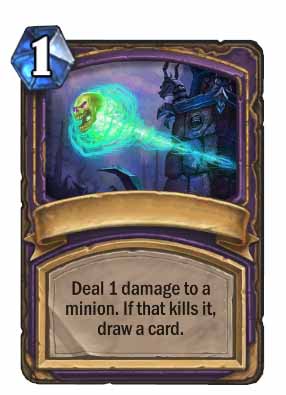 1
Deal 1 damage to a
minion. If that kills it,
draw a card.